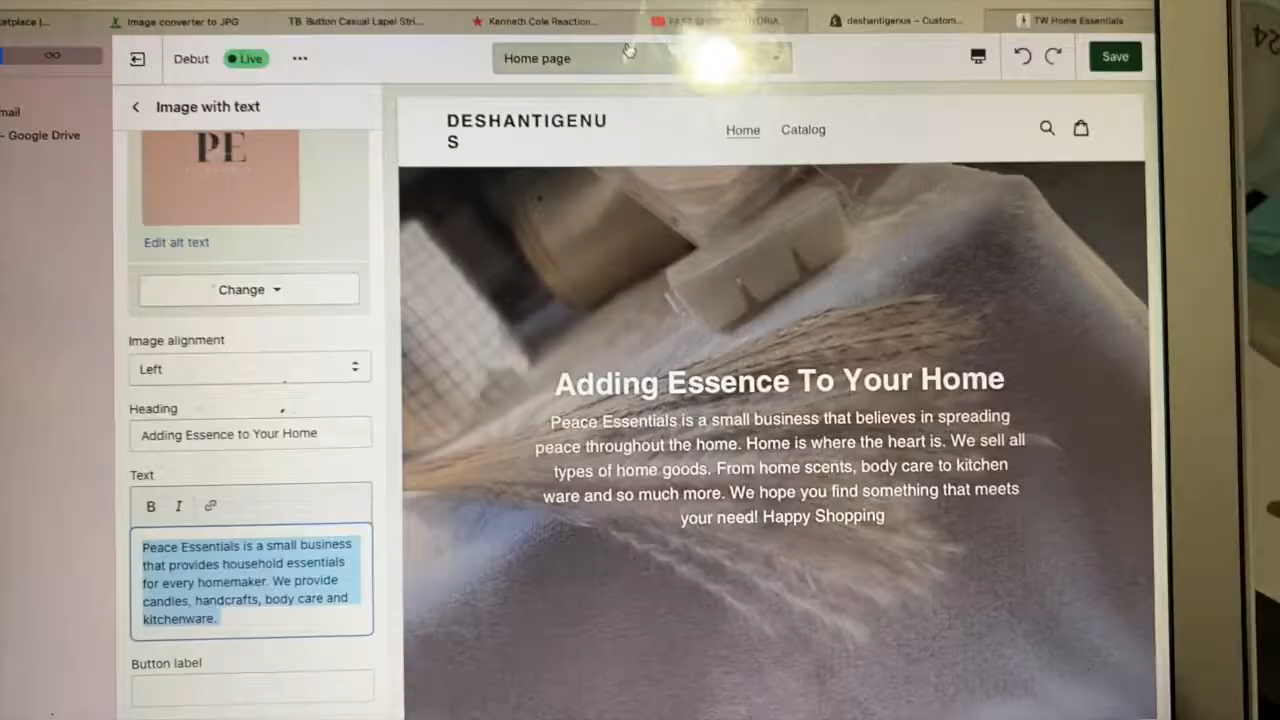 etplace |...
Image converter to JPG
TB Button Casual Lapel Stri...
Kenneth Cole Reaction...
deshantigenus – Custom...
TW Home Essentials
Debut
Live
Home page
Save
mail
- Google Drive
Image with text
PE
Edit alt text
Change
Image alignment
Left
Heading
Adding Essence to Your Home
Text
B I
Peace Essentials is a small business
that provides household essentials
for every homemaker. We provide
candles, handcrafts, body care and
kitchenware.
Button label
DESHANTIGENU
S
Home
Catalog
Adding Essence To Your Home
Peace Essentials is a small business that believes in spreading
peace throughout the home. Home is where the heart is. We sell all
types of home goods. From home scents, body care to kitchen
ware and so much more. We hope you find something that meets
your need! Happy Shopping